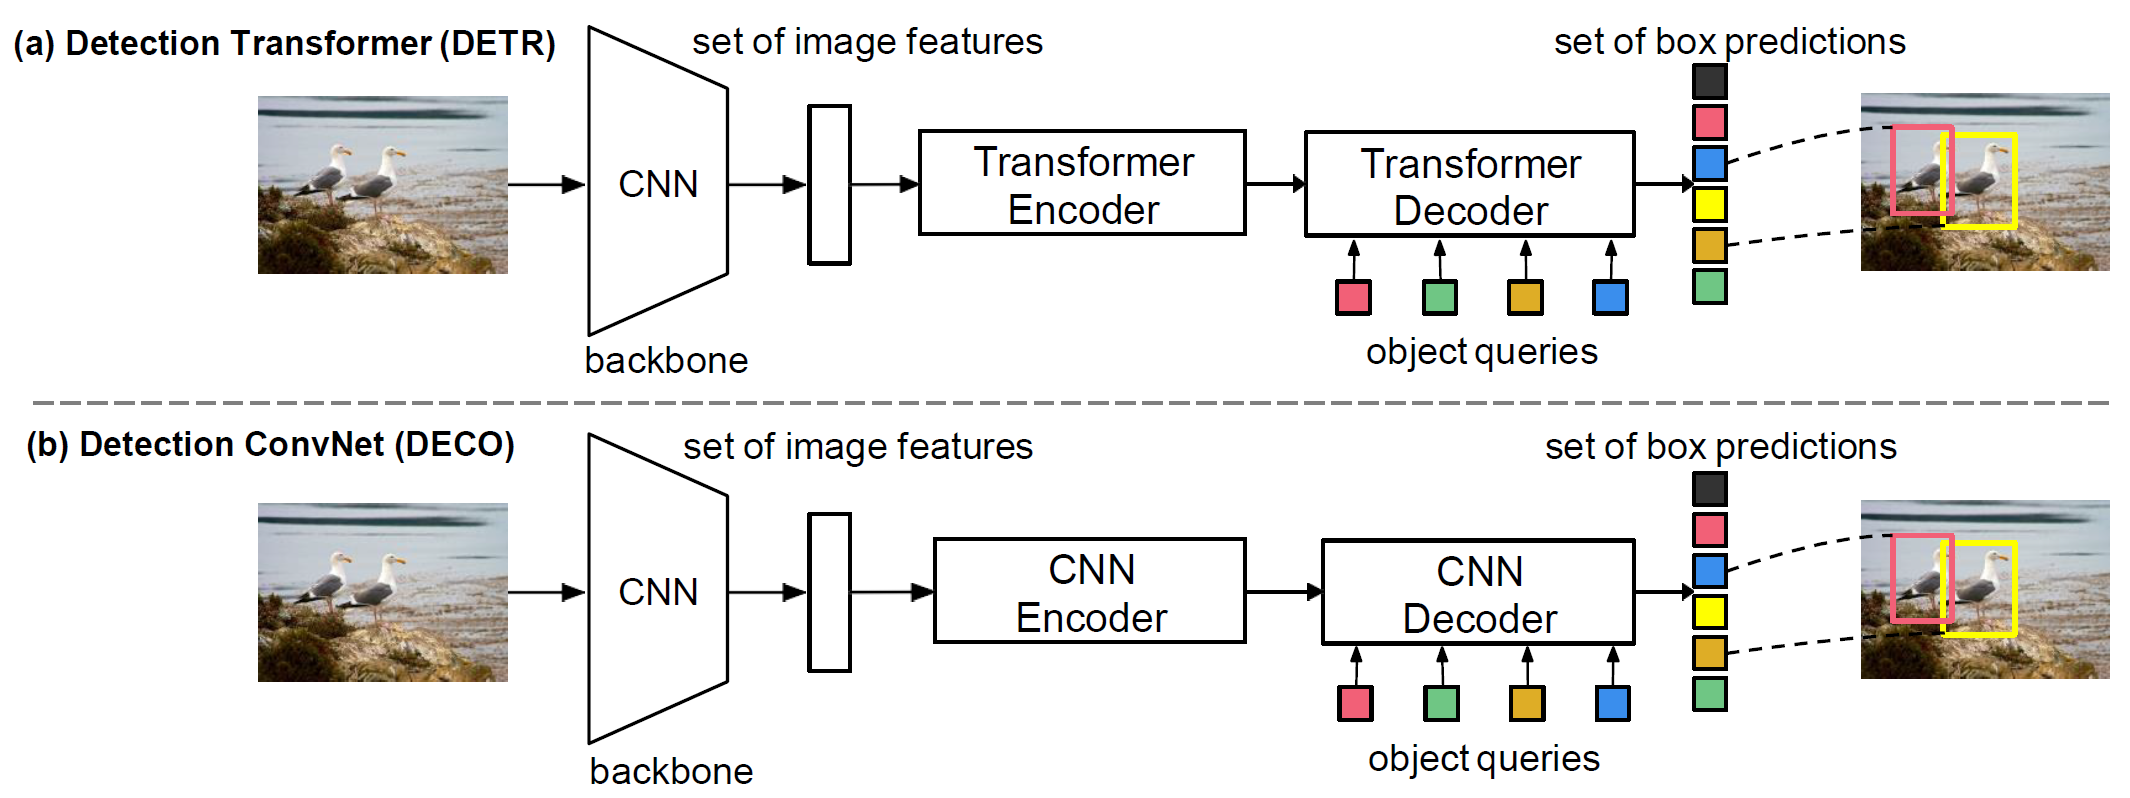 (a) Detection Transformer (DETR)
set of image features
set of box predictions
CNN
Transformer
Encoder
Transformer
Decoder
object queries
backbone
(b) Detection ConvNet (DECO)
set of image features
set of box predictions
CNN
CNN
Encoder
CNN
Decoder
object queries
backbone